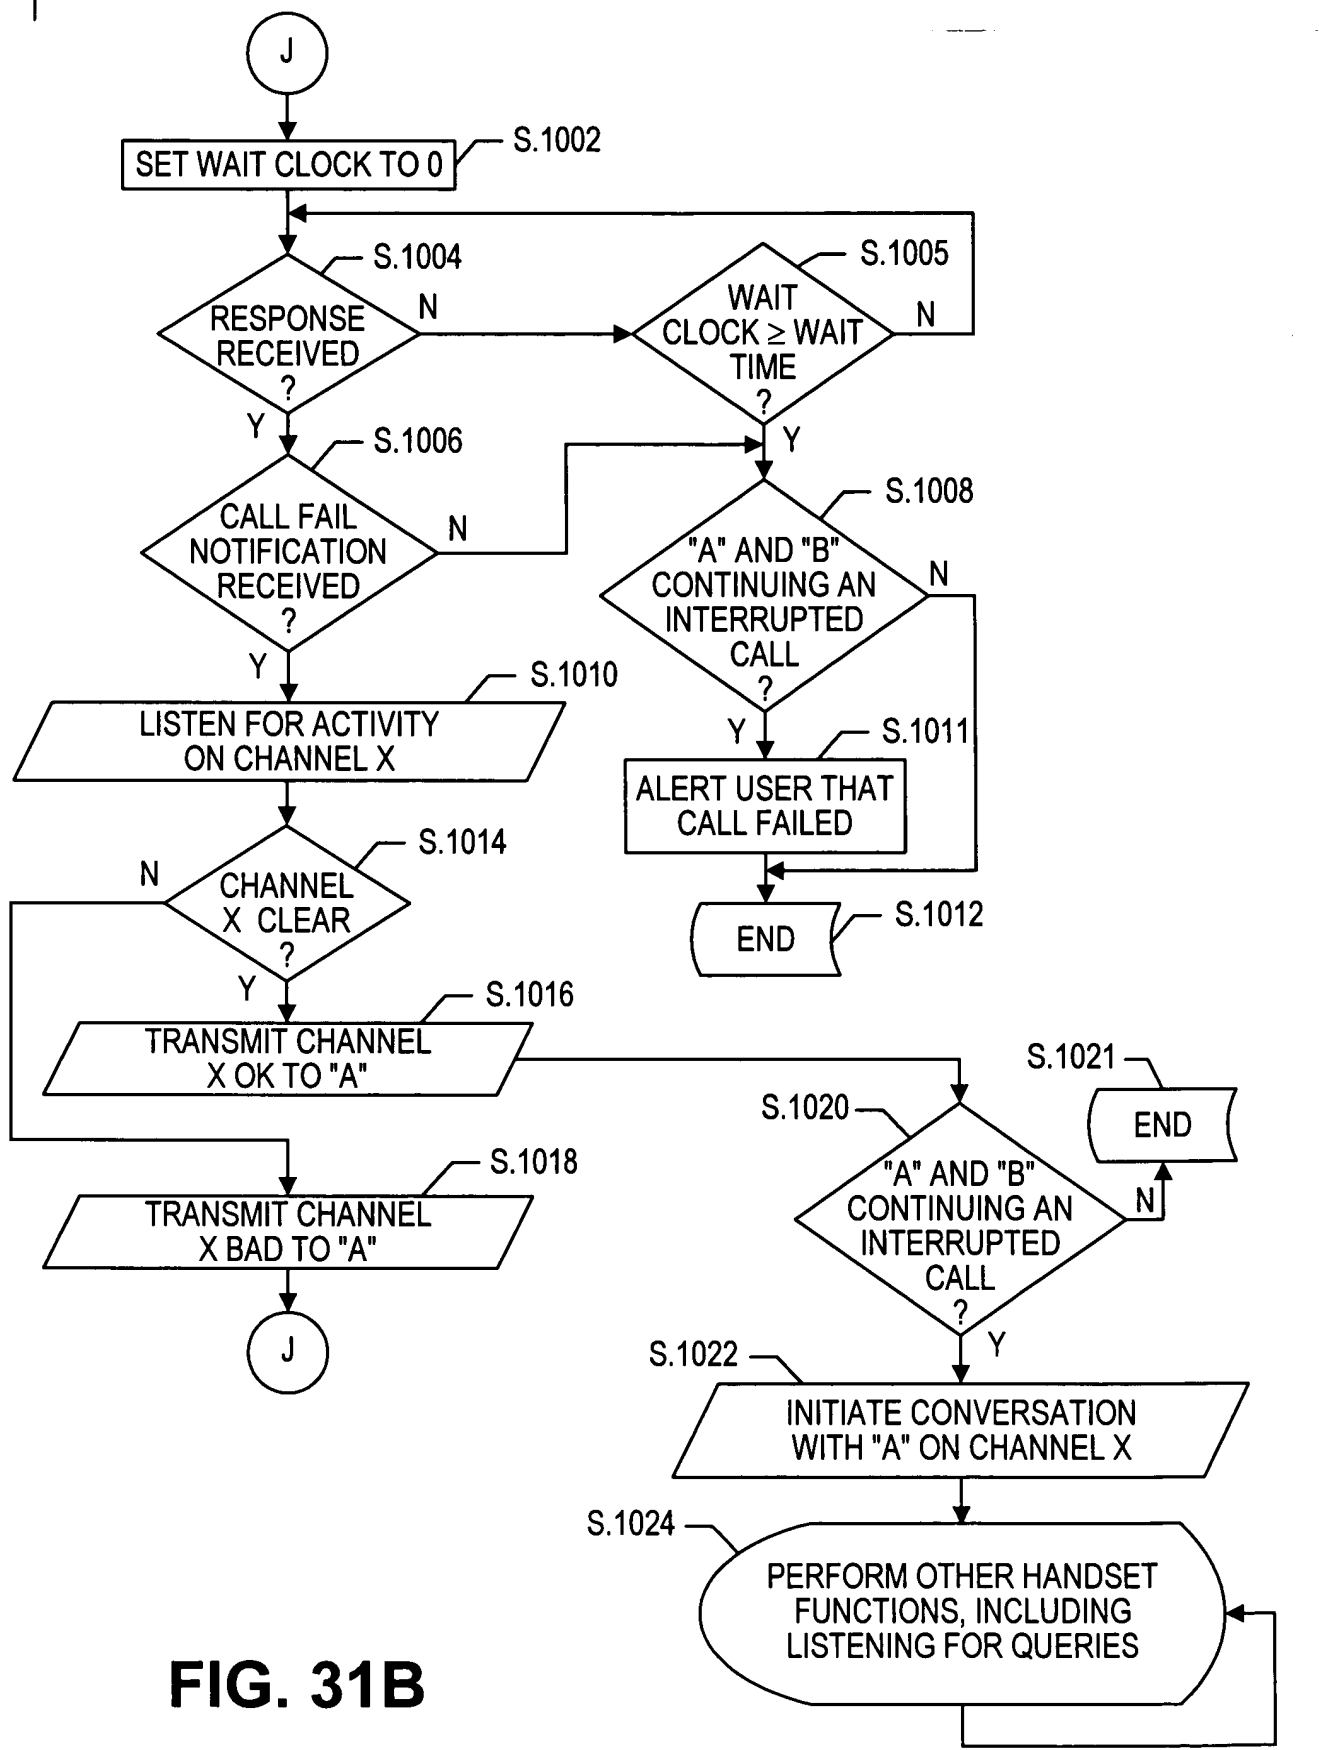 J
S.1002
SET WAIT CLOCK TO 0
S.1004
RESPONSE
RECEIVED
?
N
Y
S.1005
WAIT
CLOCK ≥ WAIT
TIME
?
N
Y
S.1006
CALL FAIL
NOTIFICATION
RECEIVED
?
N
Y
S.1008
"A" AND "B"
CONTINUING AN
INTERRUPTED
CALL
?
N
Y
S.1010
LISTEN FOR ACTIVITY
ON CHANNEL X
S.1011
ALERT USER THAT
CALL FAILED
S.1012
END
S.1014
CHANNEL
X CLEAR
?
N
Y
S.1016
TRANSMIT CHANNEL
X OK TO "A"
S.1018
TRANSMIT CHANNEL
X BAD TO "A"
J
S.1020
"A" AND "B"
CONTINUING AN
INTERRUPTED
CALL
?
N
Y
S.1021
END
S.1022
INITIATE CONVERSATION
WITH "A" ON CHANNEL X
S.1024
PERFORM OTHER HANDSET
FUNCTIONS, INCLUDING
LISTENING FOR QUERIES
FIG. 31B